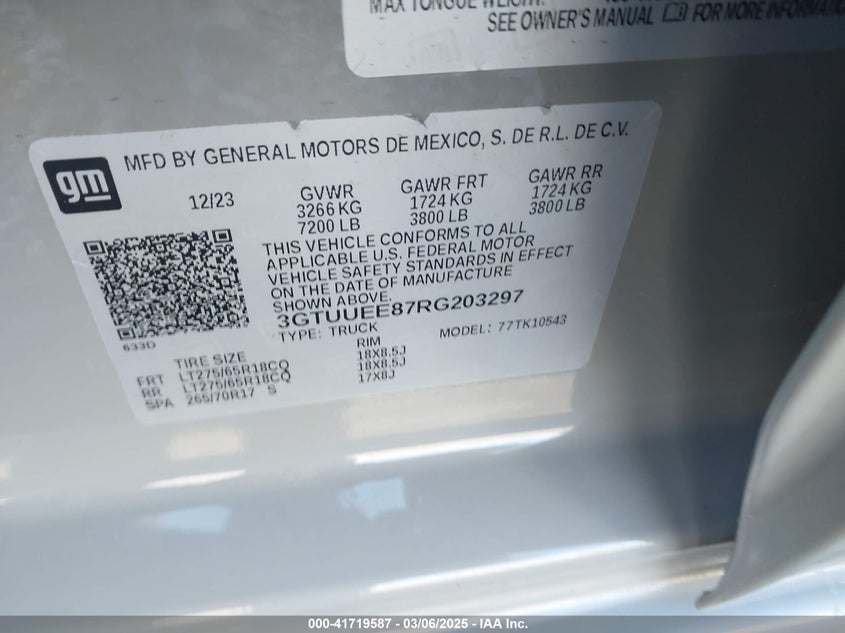 MAX TONGUE WEIGHT:
SEE OWNER'S MANUAL FOR MORE INFORMATION
gm
MFD BY GENERAL MOTORS DE MEXICO, S. DE R.L. DE C.V.
12/23 GVWR GAWR FRT GAWR RR
3266 KG 1724 KG 1724 KG
7200 LB 3800 LB 3800 LB
THIS VEHICLE CONFORMS TO ALL
APPLICABLE U.S. FEDERAL MOTOR
VEHICLE SAFETY STANDARDS IN EFFECT
ON THE DATE OF MANUFACTURE
SHOWN ABOVE.
3GTUUEE87RG203297
TYPE: TRUCK MODEL: 77TK10543
633D
TIRE SIZE RIM
FRT LT275/65R18CQ 18X8.5J
RR LT275/65R18CQ 18X8.5J
SPA 265/70R17 S 17X8J
000-41719587 - 03/06/2025 - IAA Inc.